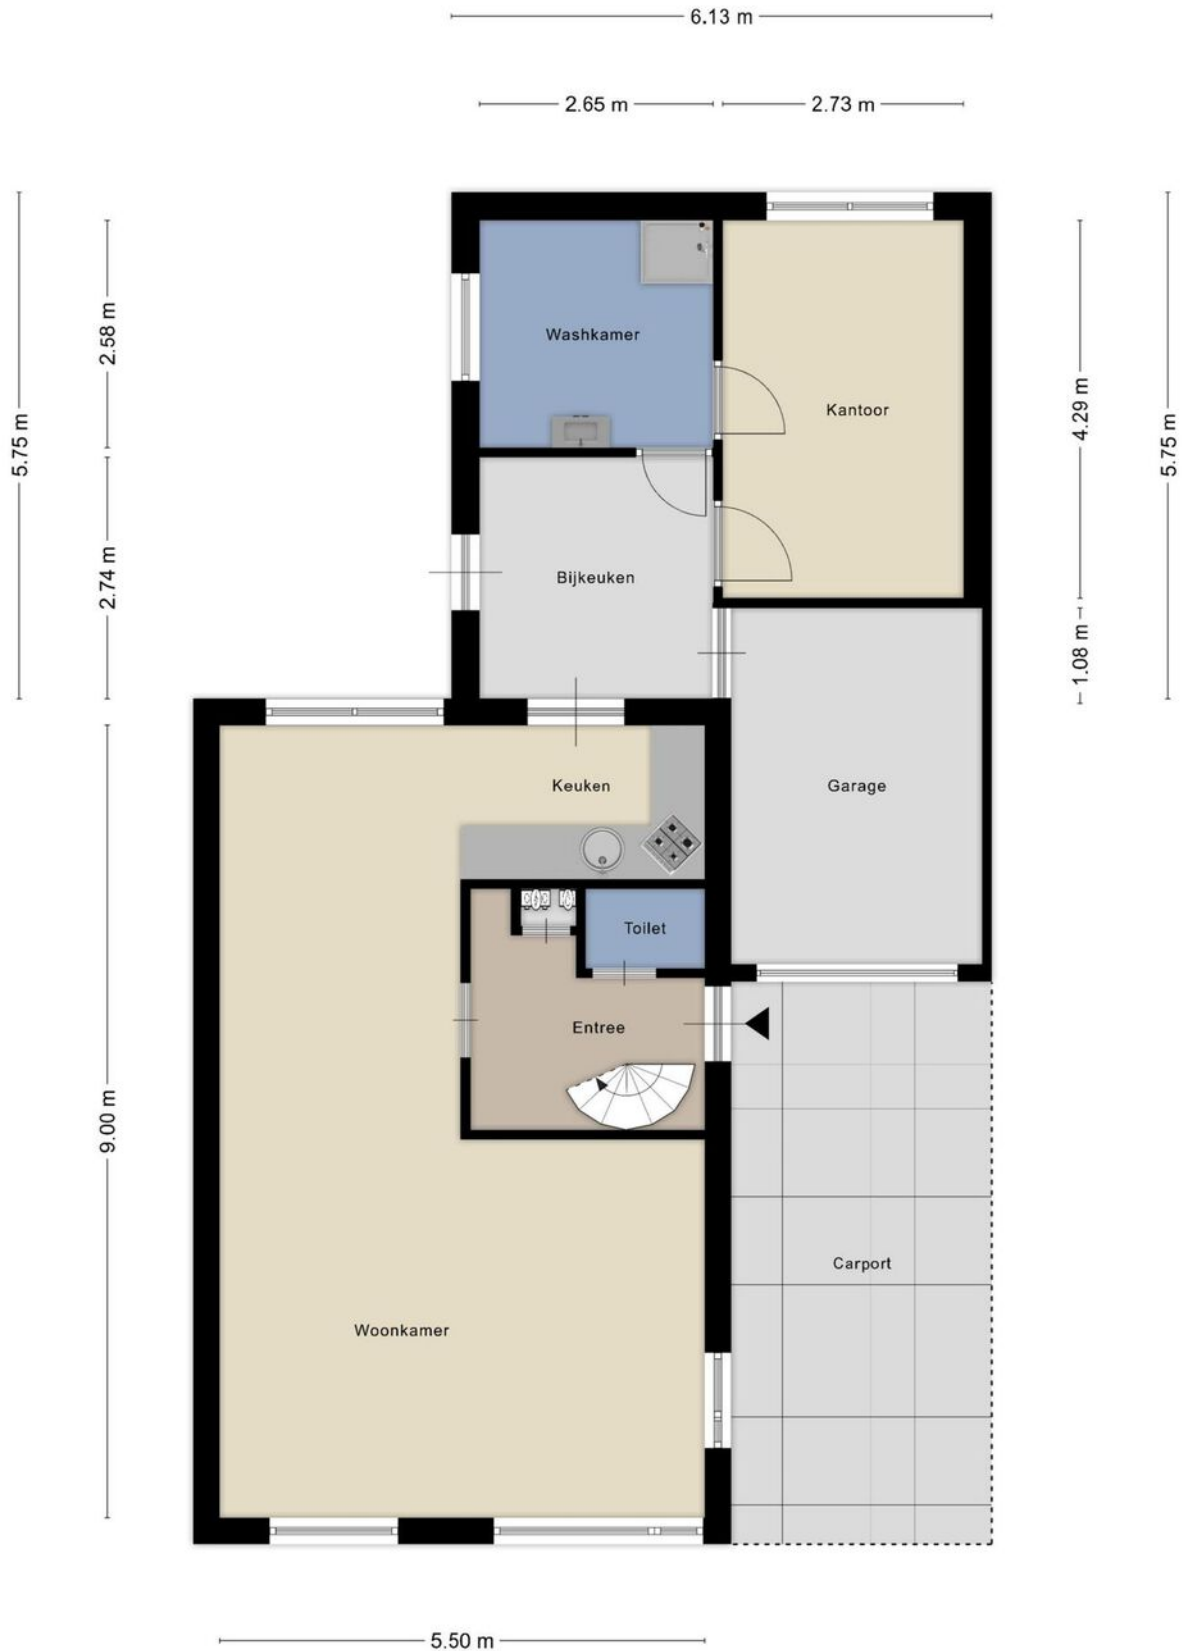 6.13 m
2.65 m
2.73 m
2.58 m
Washkamer
4.29 m
Kantoor
5.75 m
5.75 m
2.74 m
Bijkeuken
1.08 m
Keuken
Garage
Toilet
Entree
9.00 m
Carport
Woonkamer
5.50 m